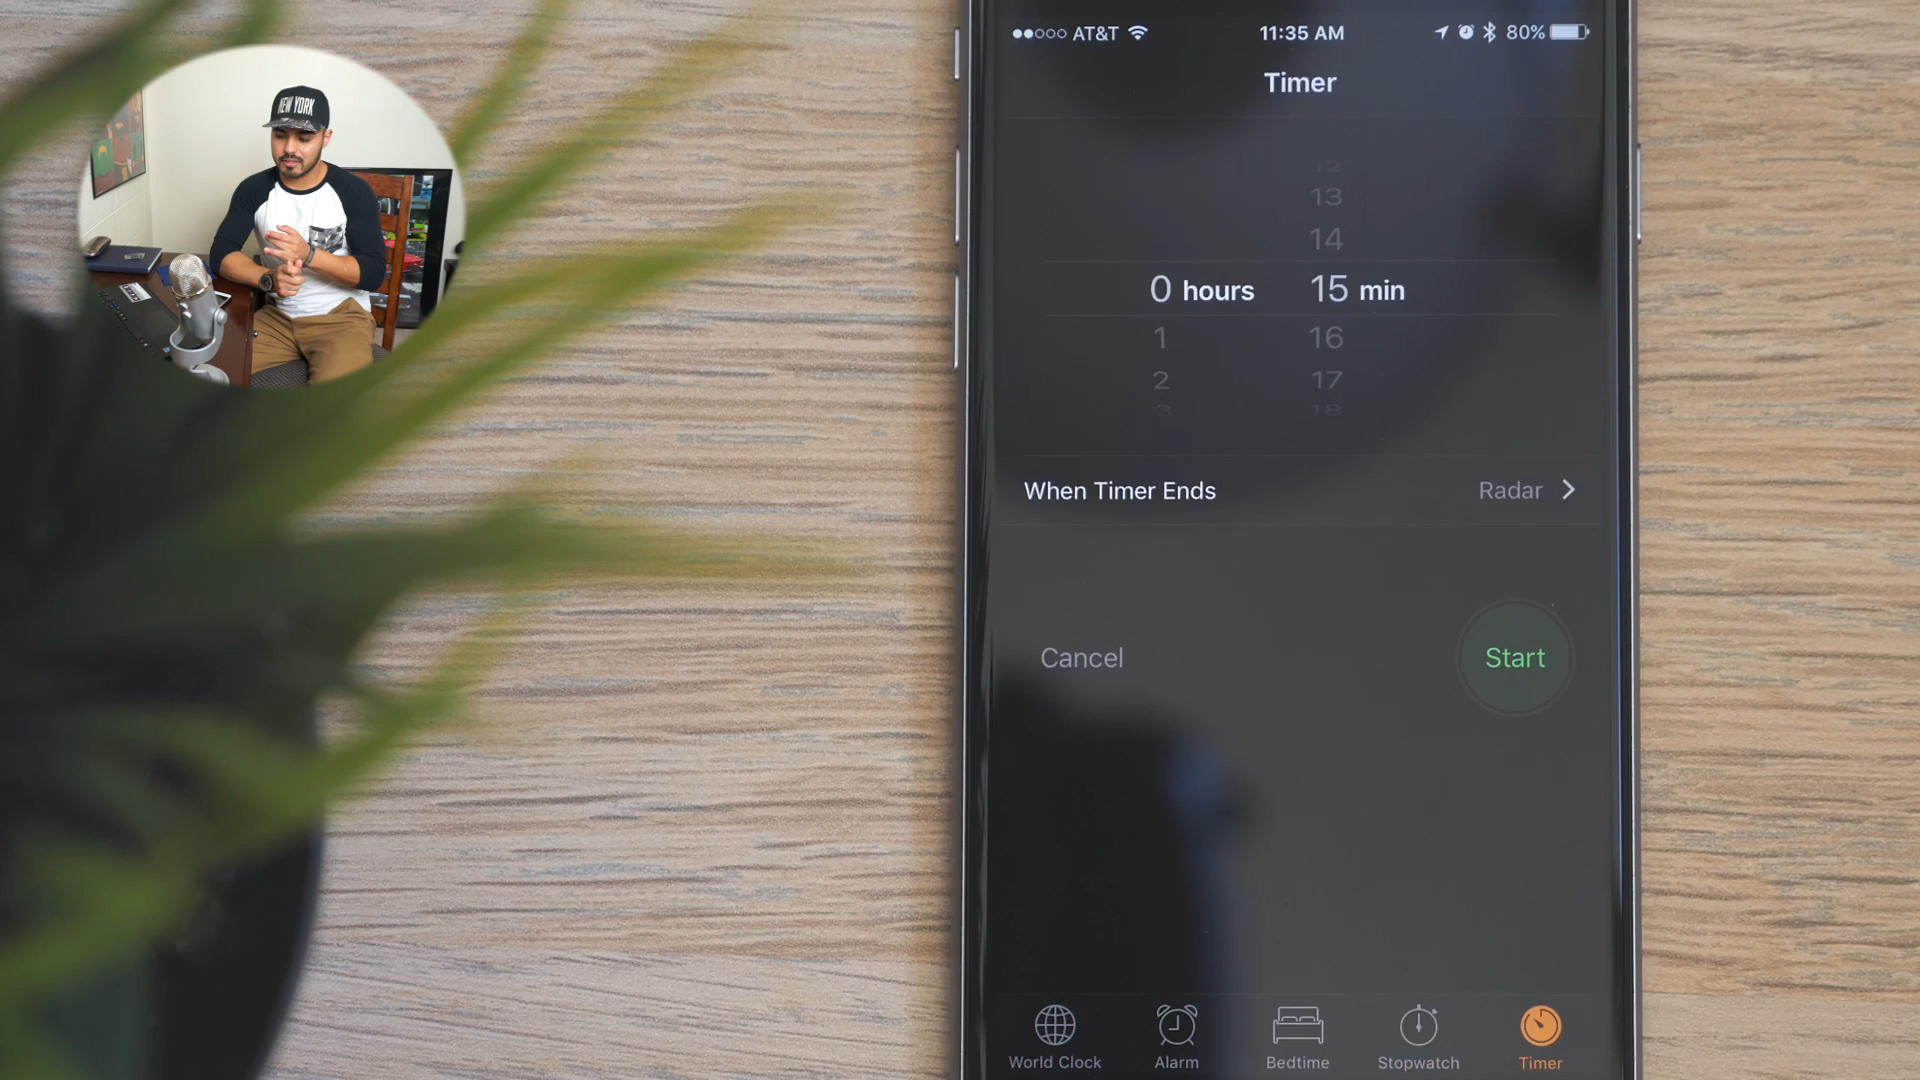 NEW YORK
AT&T 11:35 AM 80%
Timer
12
13
14
0 hours 15 min
1 16
2 17
3 18
When Timer Ends Radar
Cancel Start
World Clock Alarm Bedtime Stopwatch Timer